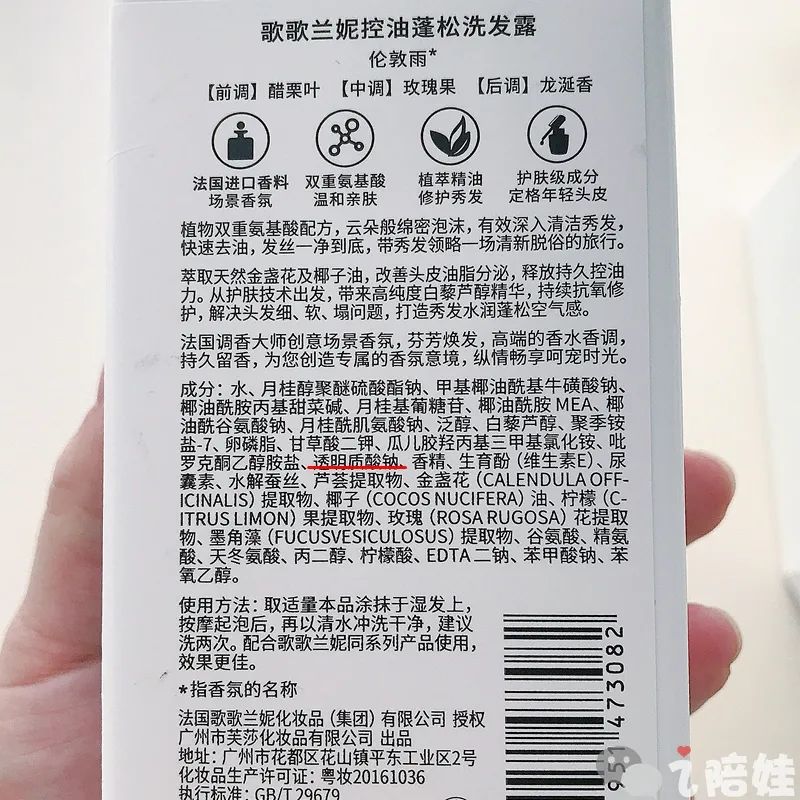 歌歌兰妮控油蓬松洗发露
伦敦雨*
【前调】醋栗叶 【中调】玫瑰果 【后调】龙涎香
法国进口香料 双重氨基酸 植萃精油 护肤级成分
场景香氛 温和亲肤 修护秀发 定格年轻头皮
植物双重氨基酸配方，云朵般绵密泡沫，有效深入清洁秀发，
快速去油，发丝一净到底，带秀发领略一场清新脱俗的旅行。
萃取天然金盏花及椰子油，改善头皮油脂分泌，释放持久控油
力。从护肤技术出发，带来高纯度白藜芦醇精华，持续抗氧修
护，解决头发细、软、塌问题，打造秀发水润蓬松空气感。
法国调香大师创意场景香氛，芬芳焕发，高端的香水香调，
持久留香，为您创造专属的香氛意境，纵情畅享呵宠时光。
成分：水、月桂醇聚醚硫酸酯钠、甲基椰油酰基牛磺酸钠、
椰油酰胺丙基甜菜碱、月桂基葡糖苷、椰油酰胺 MEA、椰
油酰谷氨酸钠、月桂酰肌氨酸钠、泛醇、白藜芦醇、聚季铵
盐-7、卵磷脂、甘草酸二钾、瓜儿胶羟丙基三甲基氯化铵、吡
罗克酮乙醇胺盐、透明质酸钠、香精、生育酚（维生素E）、尿
囊素、水解蚕丝、芦荟提取物、金盏花（CALENDULA OFF-
ICINALIS）提取物、椰子（COCOS NUCIFERA）油、柠檬（C-
ITRUS LIMON）果提取物、玫瑰（ROSA RUGOSA）花提取
物、墨角藻（FUCUSVESICULOSUS）提取物、谷氨酸、精氨
酸、天冬氨酸、丙二醇、柠檬酸、EDTA 二钠、苯甲酸钠、苯
氧乙醇。
使用方法：取适量本品涂抹于湿发上，
按摩起泡后，再以清水冲洗干净，建议
洗两次。配合歌歌兰妮同系列产品使用，
效果更佳。
*指香氛的名称
法国歌歌兰妮化妆品（集团）有限公司 授权
广州市芙莎化妆品有限公司 出品
地址：广州市花都区花山镇平东工业区2号
化妆品生产许可证：粤妆20161036
执行标准：GB/T 29679
473082
陪娃